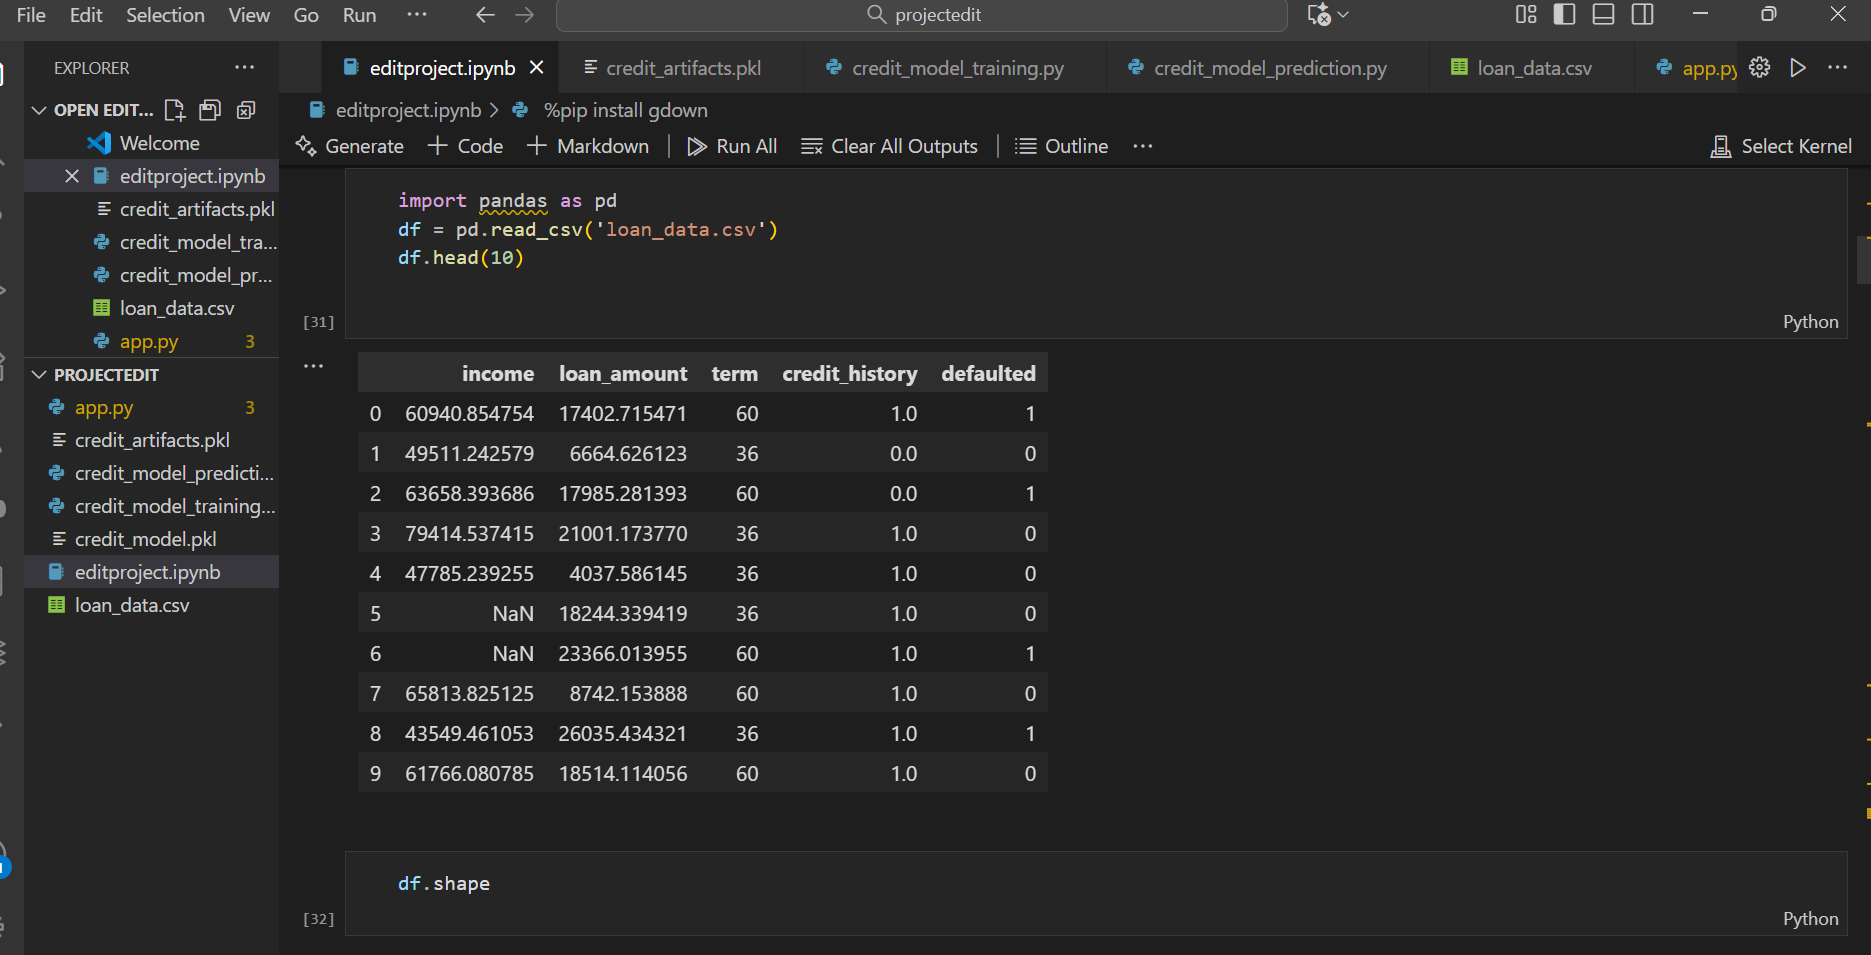 File Edit Selection View Go Run ··· projectedit
EXPLORER ···
OPEN EDIT...
Welcome
editproject.ipynb
credit_artifacts.pkl
credit_model_tra...
credit_model_pr...
loan_data.csv
app.py 3
PROJECTEDIT
app.py 3
credit_artifacts.pkl
credit_model_predicti...
credit_model_training...
credit_model.pkl
editproject.ipynb
loan_data.csv
editproject.ipynb credit_artifacts.pkl credit_model_training.py credit_model_prediction.py loan_data.csv app.py ···
editproject.ipynb > %pip install gdown
Generate + Code + Markdown | Run All Clear All Outputs | Outline ··· Select Kernel
import pandas as pd
df = pd.read_csv('loan_data.csv')
df.head(10)
[31] Python
···
income loan_amount term credit_history defaulted
0 60940.854754 17402.715471 60 1.0 1
1 49511.242579 6664.626123 36 0.0 0
2 63658.393686 17985.281393 60 0.0 1
3 79414.537415 21001.173770 36 1.0 0
4 47785.239255 4037.586145 36 1.0 0
5 NaN 18244.339419 36 1.0 0
6 NaN 23366.013955 60 1.0 1
7 65813.825125 8742.153888 60 1.0 0
8 43549.461053 26035.434321 36 1.0 1
9 61766.080785 18514.114056 60 1.0 0
df.shape
[32] Python